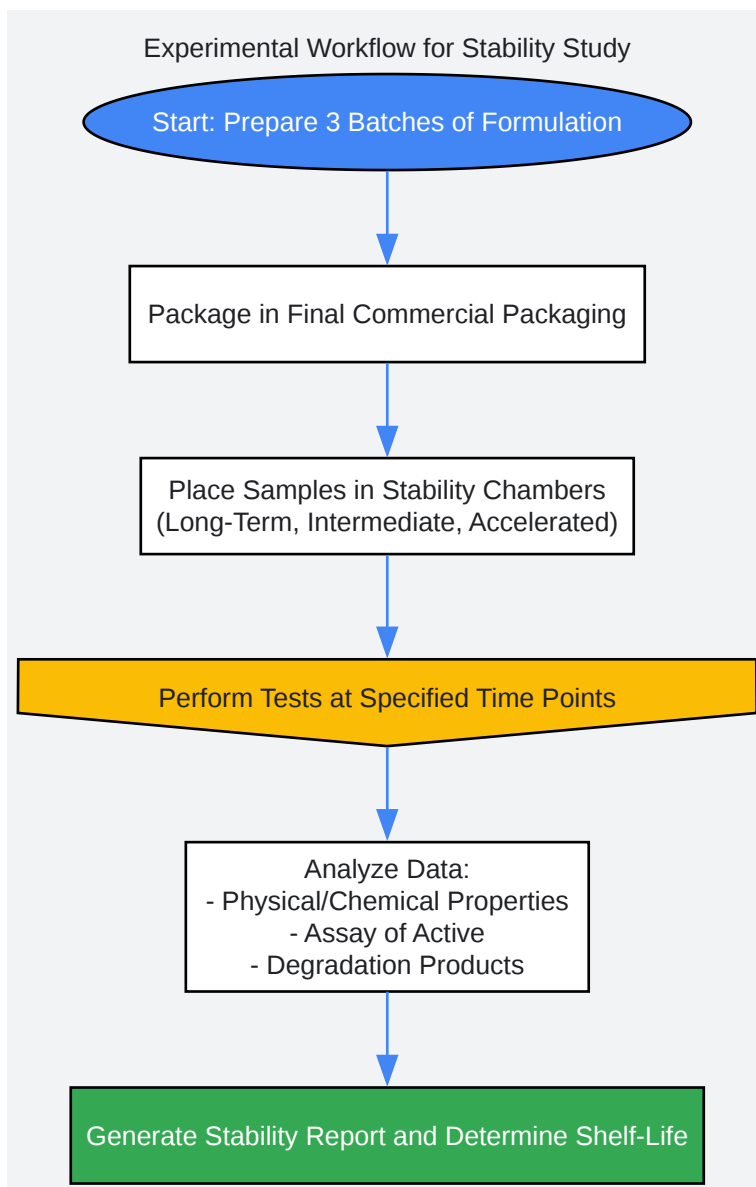 Experimental Workflow for Stability Study
Start: Prepare 3 Batches of Formulation
Package in Final Commercial Packaging
Place Samples in Stability Chambers
(Long-Term, Intermediate, Accelerated)
Perform Tests at Specified Time Points
Analyze Data:
- Physical/Chemical Properties
- Assay of Active
- Degradation Products
Generate Stability Report and Determine Shelf-Life